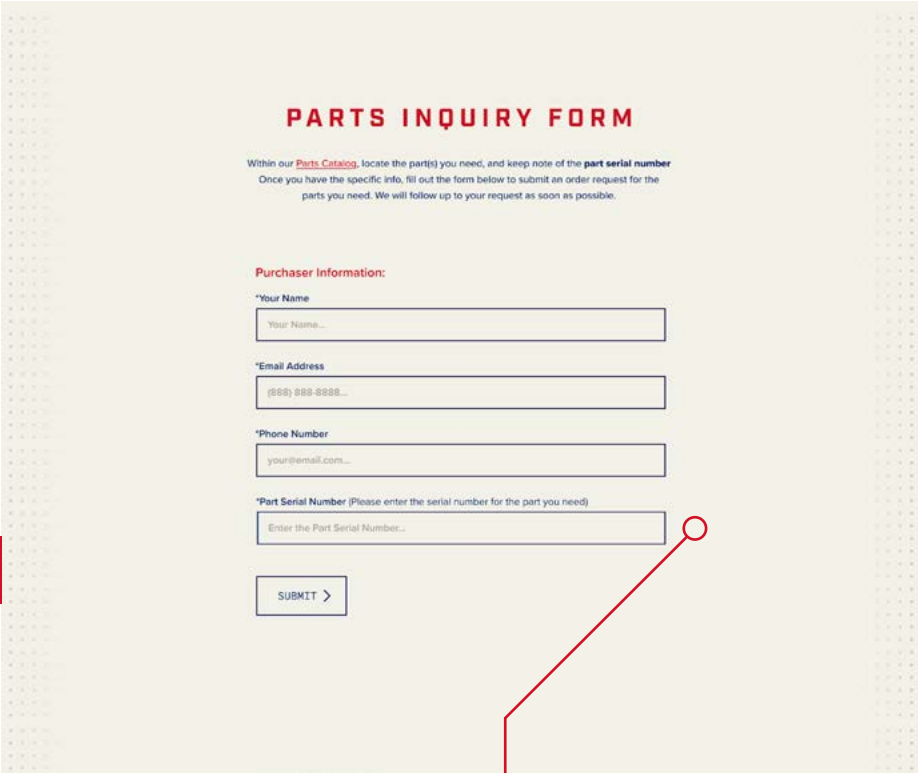 PARTS INQUIRY FORM
Within our Parts Catalog, locate the part(s) you need, and keep note of the part serial number
Once you have the specific info, fill out the form below to submit an order request for the
parts you need. We will follow up to your request as soon as possible.
Purchaser Information:
*Your Name
Your Name...
*Email Address
(888) 888-8888...
*Phone Number
your@email.com...
*Part Serial Number (Please enter the serial number for the part you need)
Enter the Part Serial Number...
SUBMIT >